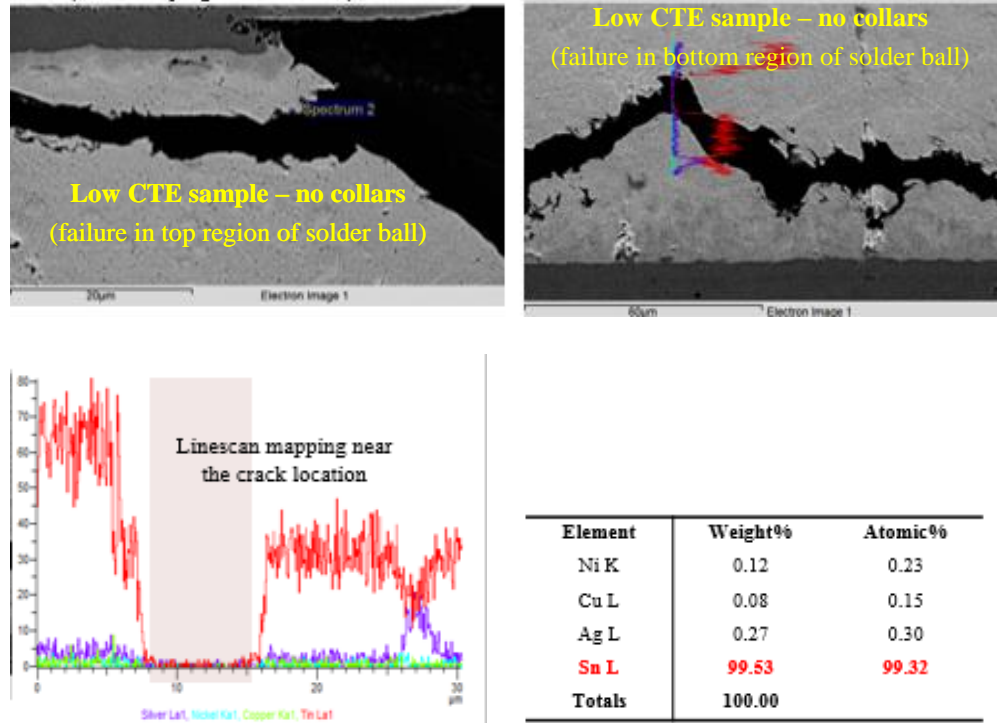 Low CTE sample – no collars
(failure in bottom region of solder ball)
Spectrum 2
Low CTE sample – no collars
(failure in top region of solder ball)
20µm Electron Image 1
60µm Electron Image 1
Linescan mapping near
the crack location
80
70
60
50
40
30
20
10
0
0 10 20 30
µm
Silver La1, Nickel Ka1, Copper Ka1, Tin La1
Element Weight% Atomic%
Ni K 0.12 0.23
Cu L 0.08 0.15
Ag L 0.27 0.30
Sn L 99.53 99.32
Totals 100.00